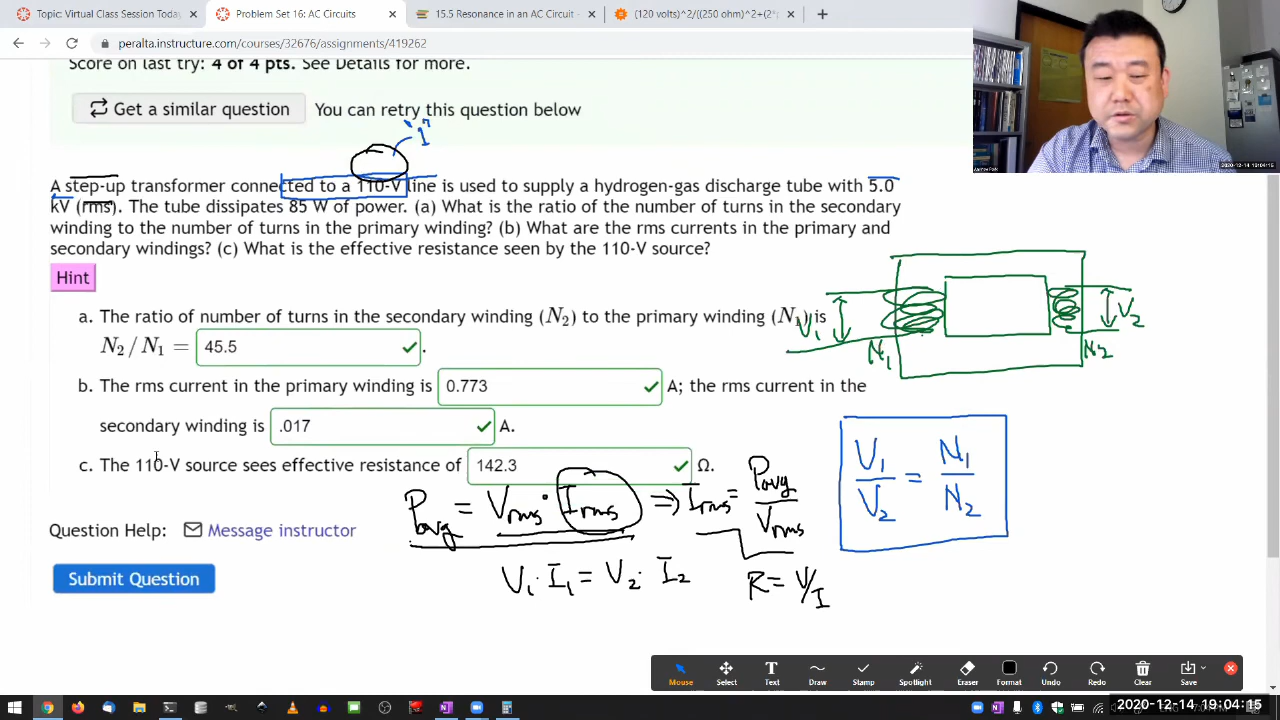 Topic: Virtual Class Session Today
Problem Set 16: AC Circuits
15.5 Resonance in an AC Circuit -
(120 volts)^2/((250 ohm)^2+(2*
peralta.instructure.com/courses/32676/assignments/419262
Score on last try: 4 of 4 pts. See Details for more.
Get a similar question You can retry this question below
"1"
A step-up transformer connected to a 110-V line is used to supply a hydrogen-gas discharge tube with 5.0
kV (rms). The tube dissipates 85 W of power. (a) What is the ratio of the number of turns in the secondary
winding to the number of turns in the primary winding? (b) What are the rms currents in the primary and
secondary windings? (c) What is the effective resistance seen by the 110-V source?
Hint
a. The ratio of number of turns in the secondary winding (N2) to the primary winding (N1) is
N2/N1 = 45.5 .
b. The rms current in the primary winding is 0.773 A; the rms current in the
secondary winding is .017 A.
c. The 110-V source sees effective resistance of 142.3 Ω.
V1 N1 N2 V2
V1/V2 = N1/N2
Pavg = Vrms · Irms ⇒ Irms = Pavg/Vrms
V1 · I1 = V2 · I2 R = V/I
Question Help: Message instructor
Submit Question
Mouse Select Text Draw Stamp Spotlight Eraser Format Undo Redo Clear Save
2020-12-14 19:04:15
2020-12-14 19:04:15